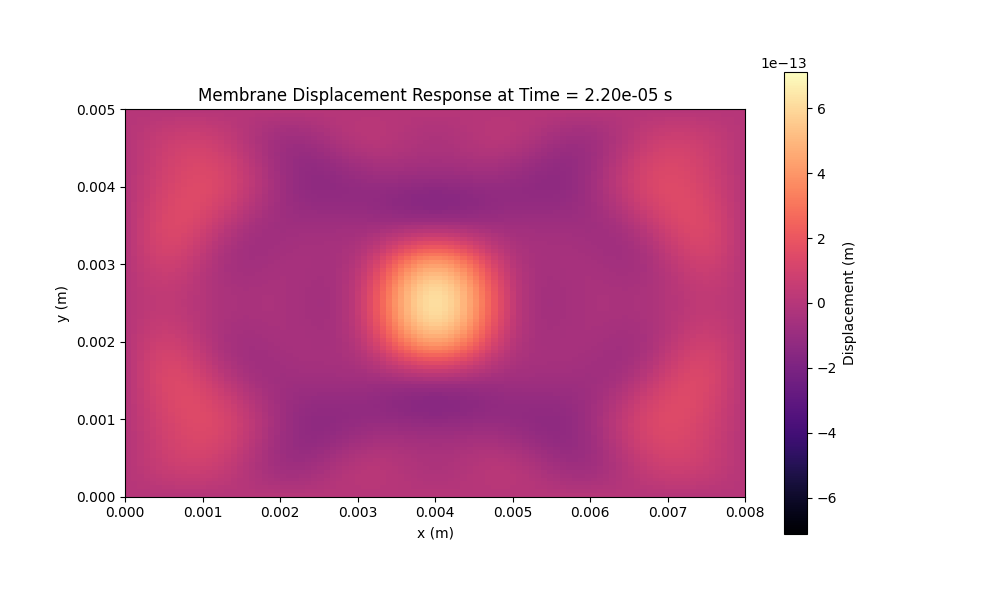 1e−13
Membrane Displacement Response at Time = 2.20e-05 s
0.005
0.004
0.003
0.002
0.001
0.000
y (m)
0.000 0.001 0.002 0.003 0.004 0.005 0.006 0.007 0.008
x (m)
6
4
2
0
−2
−4
−6
Displacement (m)